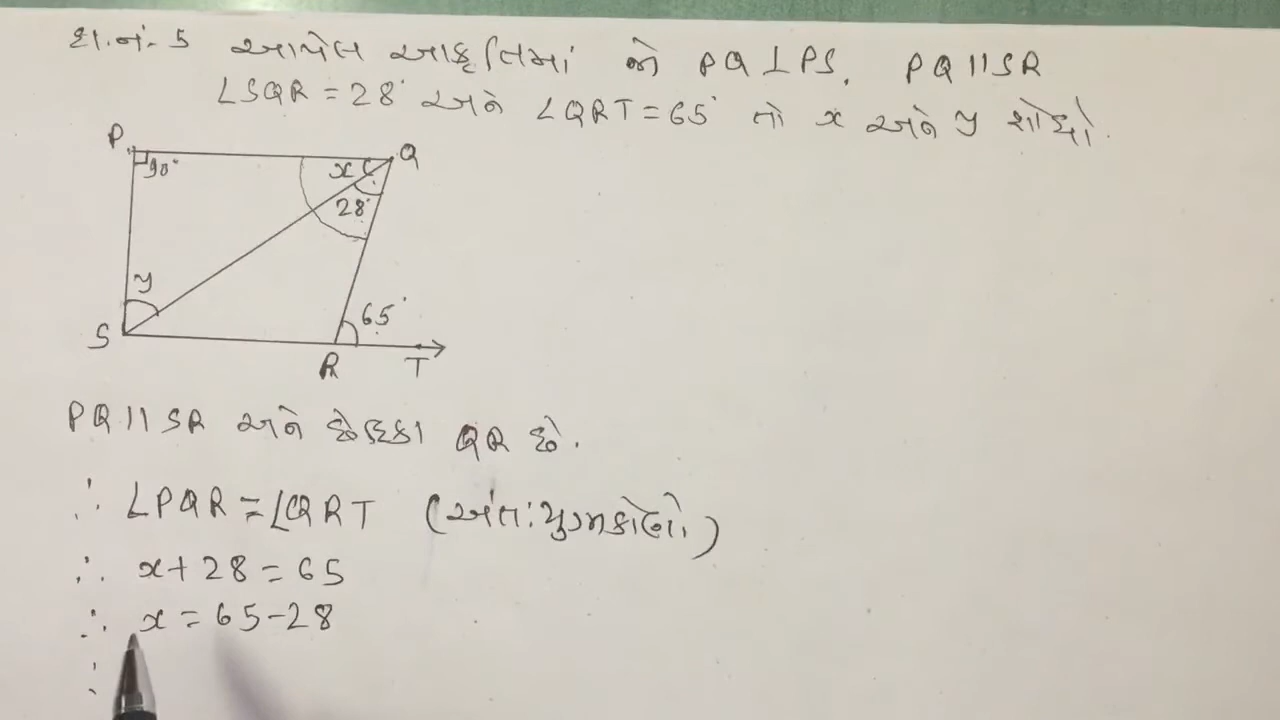 દા.નં. 5 આપેલ આકૃતિમાં જો PQ ⊥ PS, PQ || SR
∠SQR = 28° અને ∠QRT = 65° તો x અને y શોધો.
P Q
90° x
28°
y
65°
S R T
PQ || SR અને છેદિકા QR છે.
∴ ∠PQR = ∠QRT (અંતઃયુગ્મકોણો)
∴ x + 28 = 65
∴ x = 65 - 28